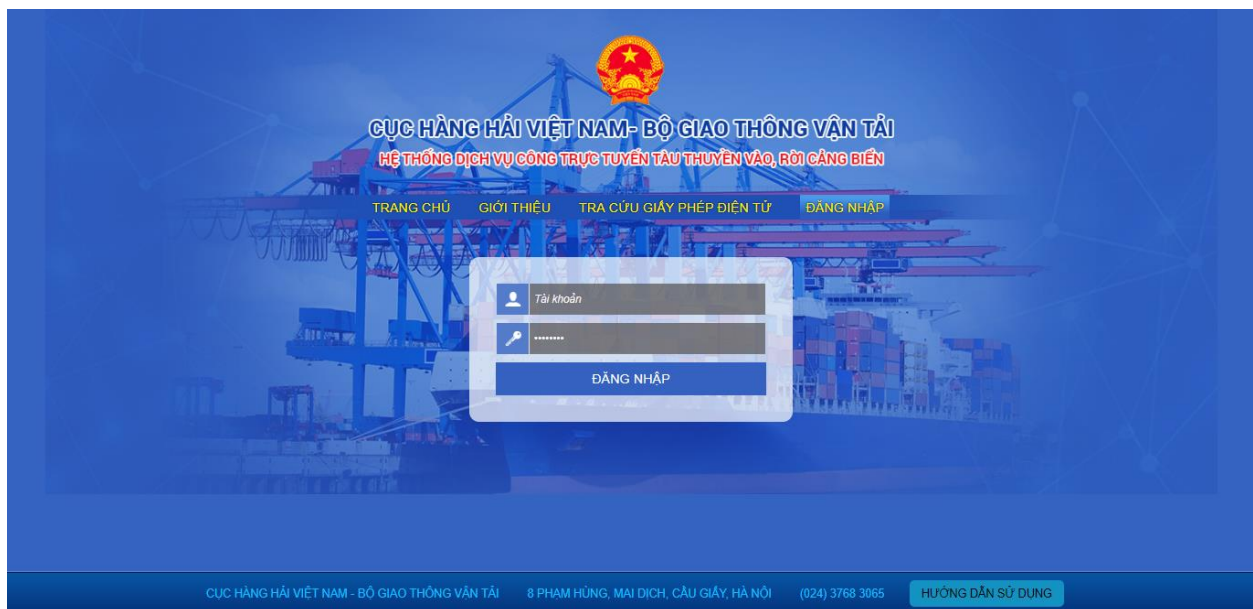 CỤC HÀNG HẢI VIỆT NAM - BỘ GIAO THÔNG VẬN TẢI
HỆ THỐNG DỊCH VỤ CÔNG TRỰC TUYẾN TÀU THUYỀN VÀO, RỜI CẢNG BIỂN
TRANG CHỦ GIỚI THIỆU TRA CỨU GIẤY PHÉP ĐIỆN TỬ ĐĂNG NHẬP
Tài khoản
••••••••
ĐĂNG NHẬP
CỤC HÀNG HẢI VIỆT NAM - BỘ GIAO THÔNG VẬN TẢI 8 PHẠM HÙNG, MAI DỊCH, CẦU GIẤY, HÀ NỘI (024) 3768 3065 HƯỚNG DẪN SỬ DỤNG